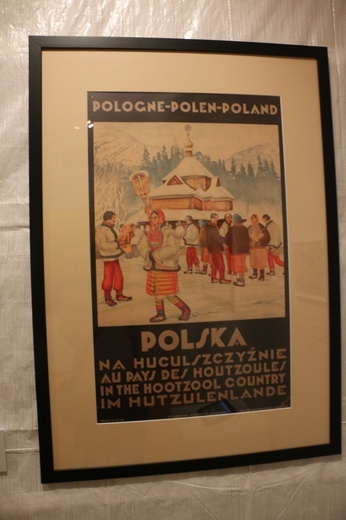 POLOGNE-POLEN-POLAND
POLSKA
NA HUCULSZCZYŹNIE
AU PAYS DES HOUTZOULES
IN THE HOOTZOOL COUNTRY
IM HUTZULENLANDE